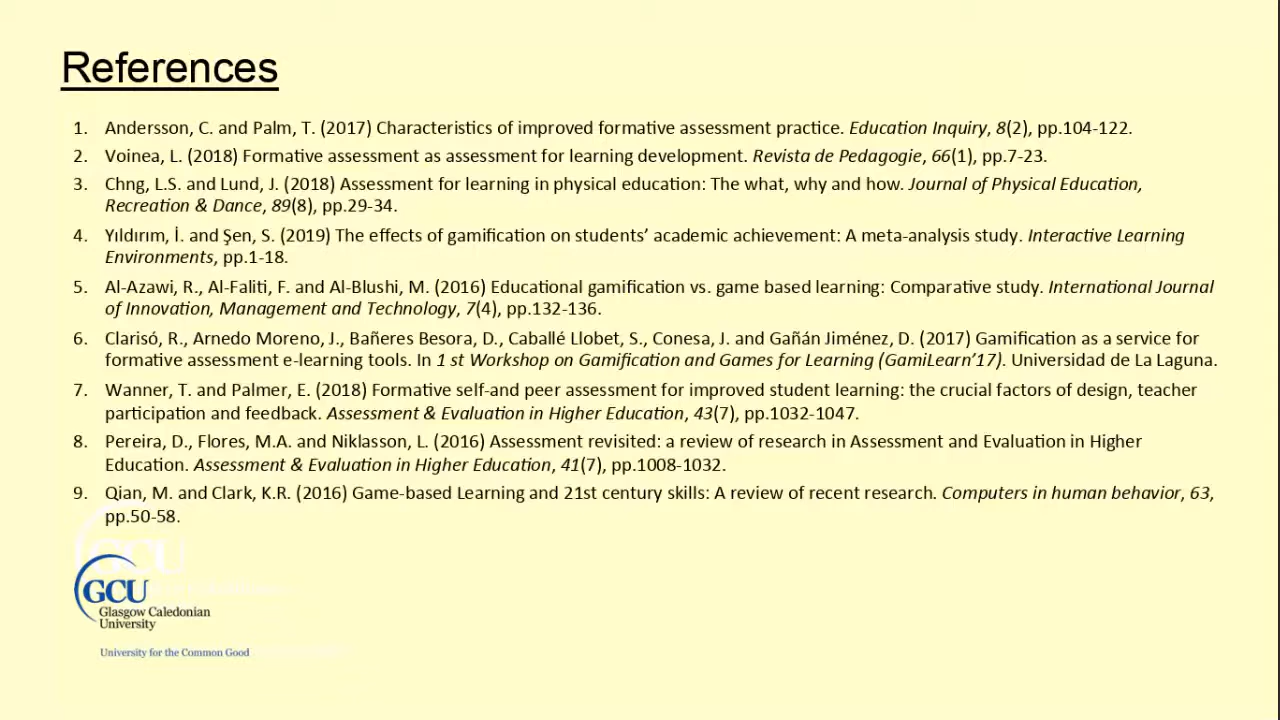 References
1. Andersson, C. and Palm, T. (2017) Characteristics of improved formative assessment practice. Education Inquiry, 8(2), pp.104-122.
2. Voinea, L. (2018) Formative assessment as assessment for learning development. Revista de Pedagogie, 66(1), pp.7-23.
3. Chng, L.S. and Lund, J. (2018) Assessment for learning in physical education: The what, why and how. Journal of Physical Education,
Recreation & Dance, 89(8), pp.29-34.
4. Yıldırım, İ. and Şen, S. (2019) The effects of gamification on students’ academic achievement: A meta-analysis study. Interactive Learning
Environments, pp.1-18.
5. Al-Azawi, R., Al-Faliti, F. and Al-Blushi, M. (2016) Educational gamification vs. game based learning: Comparative study. International Journal
of Innovation, Management and Technology, 7(4), pp.132-136.
6. Clarisó, R., Arnedo Moreno, J., Bañeres Besora, D., Caballé Llobet, S., Conesa, J. and Gañán Jiménez, D. (2017) Gamification as a service for
formative assessment e-learning tools. In 1 st Workshop on Gamification and Games for Learning (GamiLearn’17). Universidad de La Laguna.
7. Wanner, T. and Palmer, E. (2018) Formative self-and peer assessment for improved student learning: the crucial factors of design, teacher
participation and feedback. Assessment & Evaluation in Higher Education, 43(7), pp.1032-1047.
8. Pereira, D., Flores, M.A. and Niklasson, L. (2016) Assessment revisited: a review of research in Assessment and Evaluation in Higher
Education. Assessment & Evaluation in Higher Education, 41(7), pp.1008-1032.
9. Qian, M. and Clark, K.R. (2016) Game-based Learning and 21st century skills: A review of recent research. Computers in human behavior, 63,
pp.50-58.
GCU
GCU
Glasgow Caledonian
University
University for the Common Good